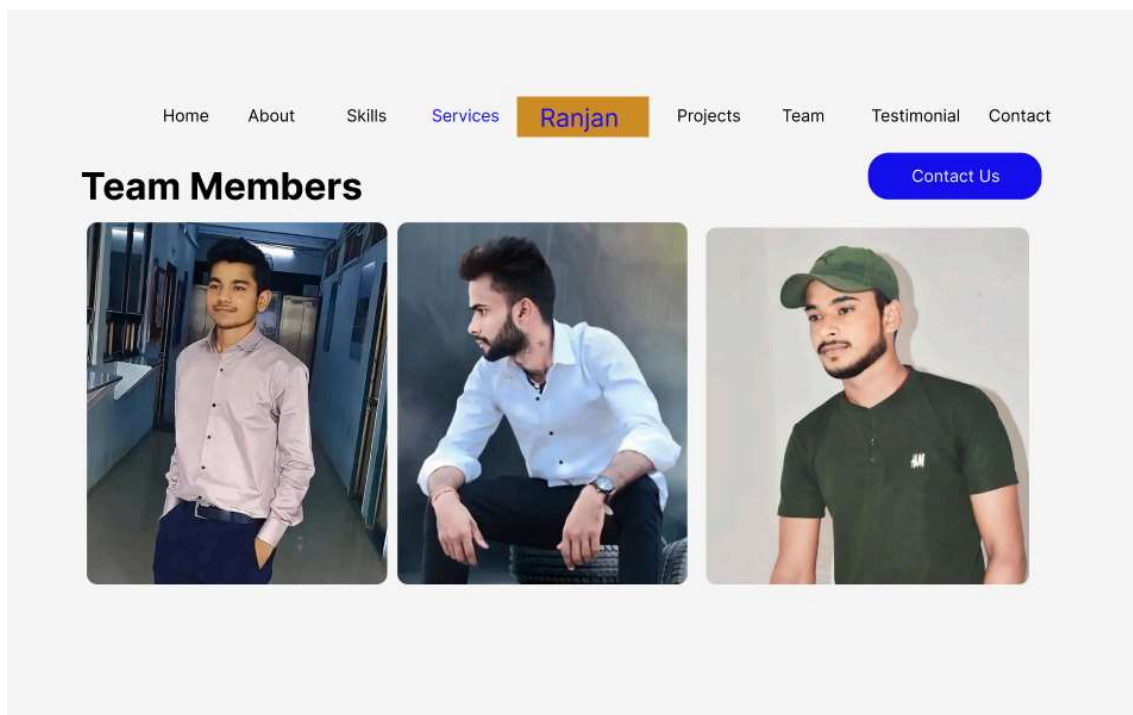 Home About Skills Services Ranjan Projects Team Testimonial Contact
Contact Us
Team Members
H&M